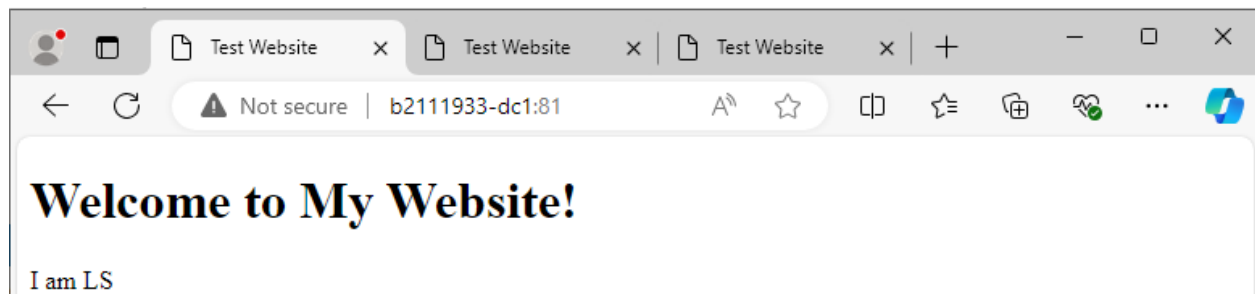 Test Website
Test Website
Test Website
Not secure | b2111933-dc1:81
Welcome to My Website!
I am LS